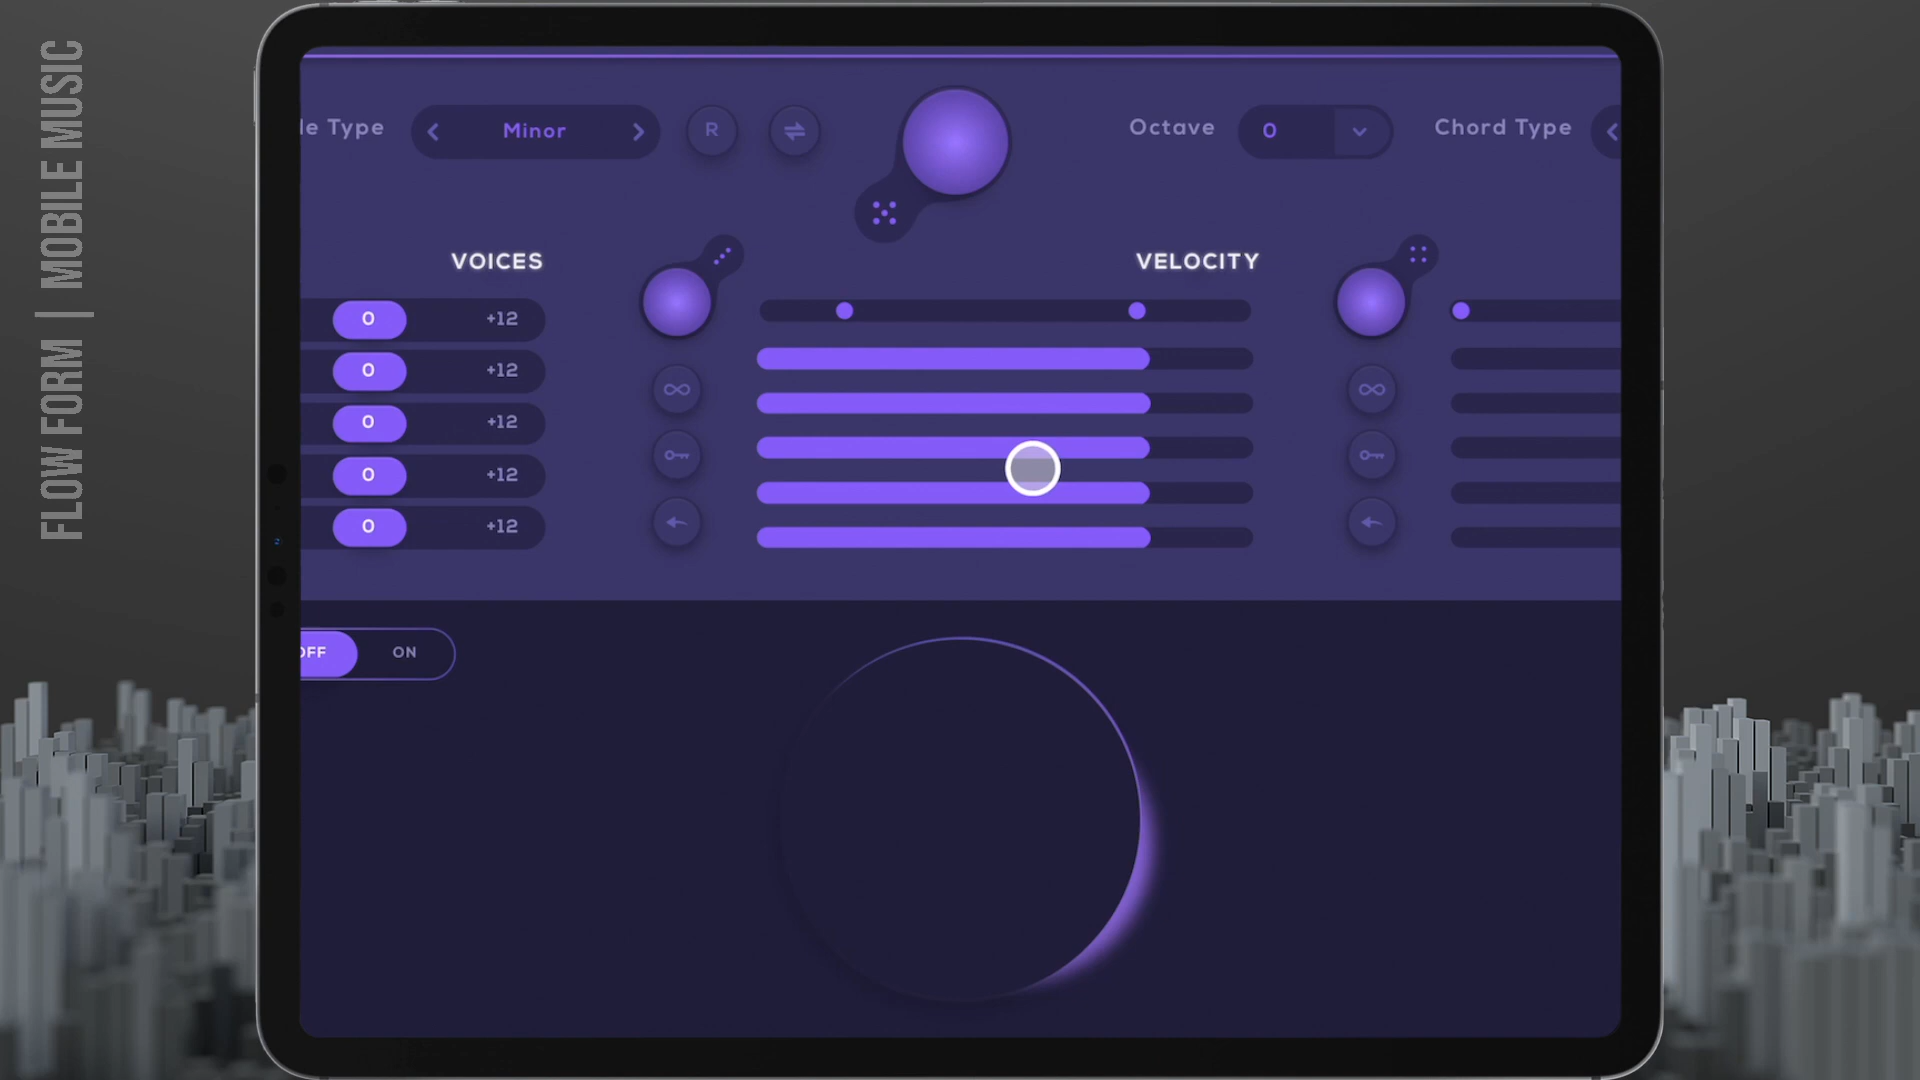 FLOW FORM | MOBILE MUSIC
le Type
Minor
R
Octave
0
Chord Type
VOICES
VELOCITY
0 +12
0 +12
0 +12
0 +12
0 +12
OFF ON